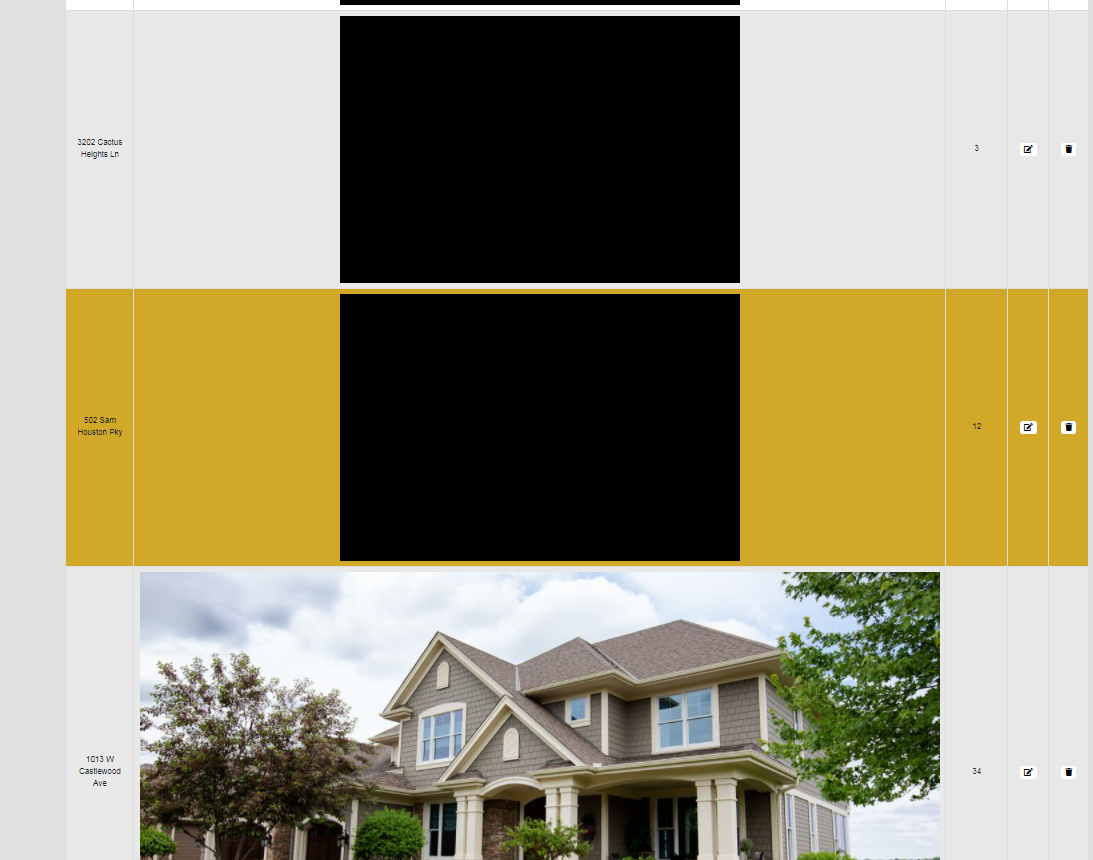 3202 Cactus
Heights Ln
3
502 Sam
Houston Pky
12
1013 W
Castlewood
Ave
34